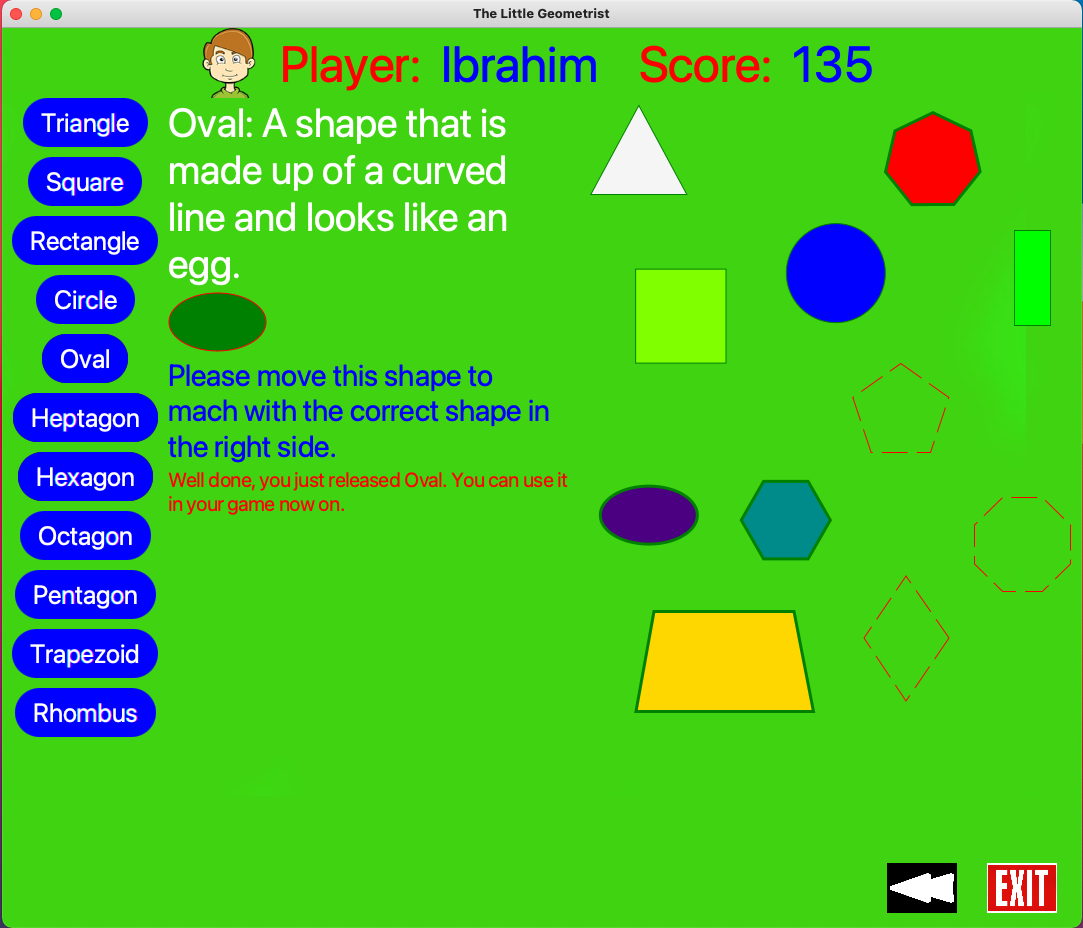 The Little Geometrist
Player: Ibrahim Score: 135
Triangle
Square
Rectangle
Circle
Oval
Heptagon
Hexagon
Octagon
Pentagon
Trapezoid
Rhombus
Oval: A shape that is
made up of a curved
line and looks like an
egg.
Please move this shape to
mach with the correct shape in
the right side.
Well done, you just released Oval. You can use it
in your game now on.
EXIT